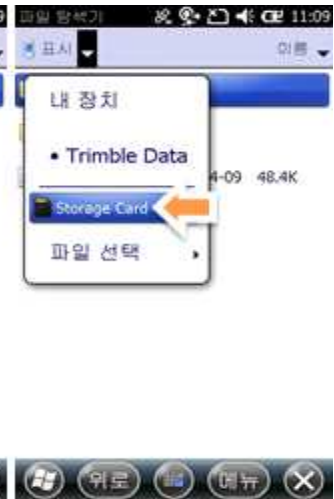 파일 탐색기 11:09
표시 이름
내 장치
• Trimble Data
4-09 48.4K
Storage Card
파일 선택
위로 메뉴